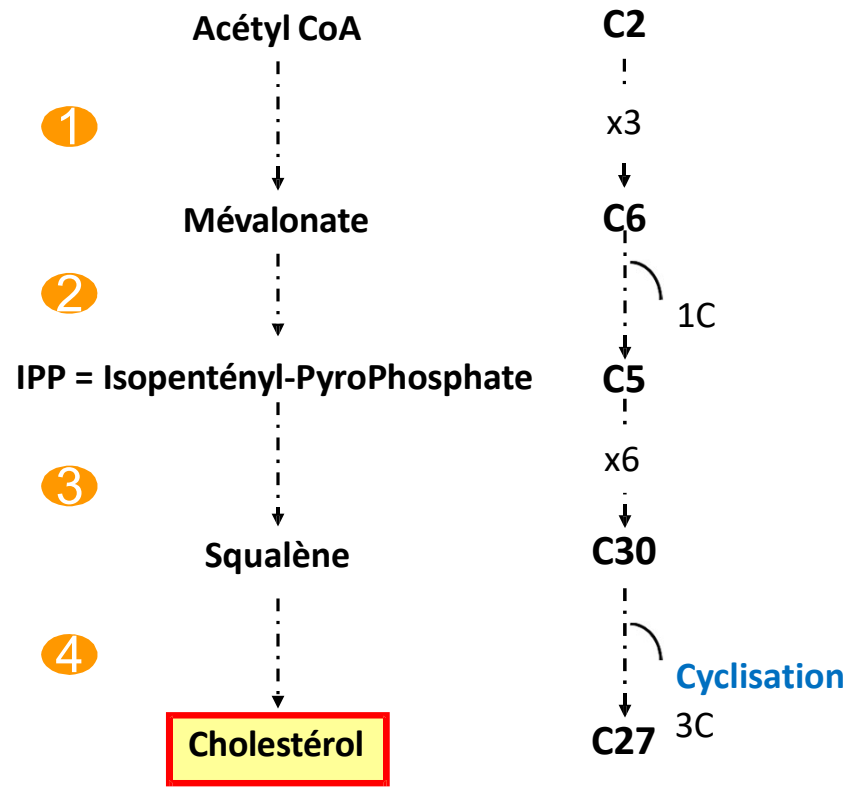 Acétyl CoA C2
1 x3
Mévalonate C6
2 1C
IPP = Isopentényl-PyroPhosphate C5
3 x6
Squalène C30
4 Cyclisation
Cholestérol C27 3C